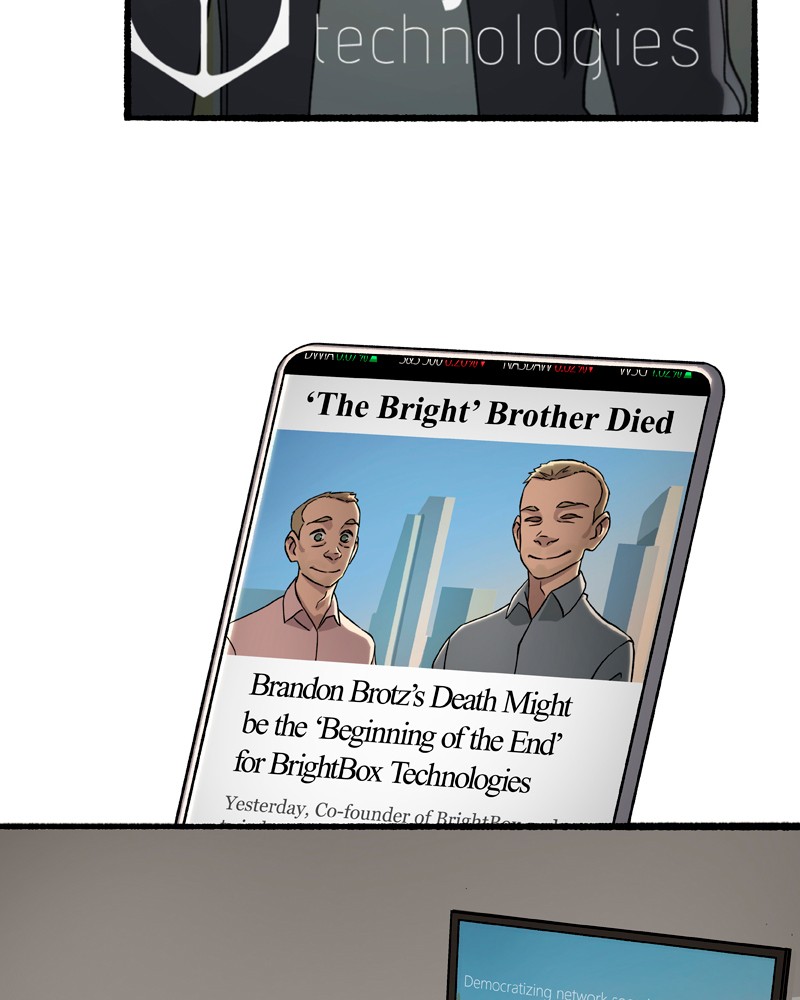 technologies
‘The Bright’ Brother Died
Brandon Brotz’s Death Might
be the ‘Beginning of the End’
for BrightBox Technologies
Yesterday, Co-founder of BrightBox
Democratizing network